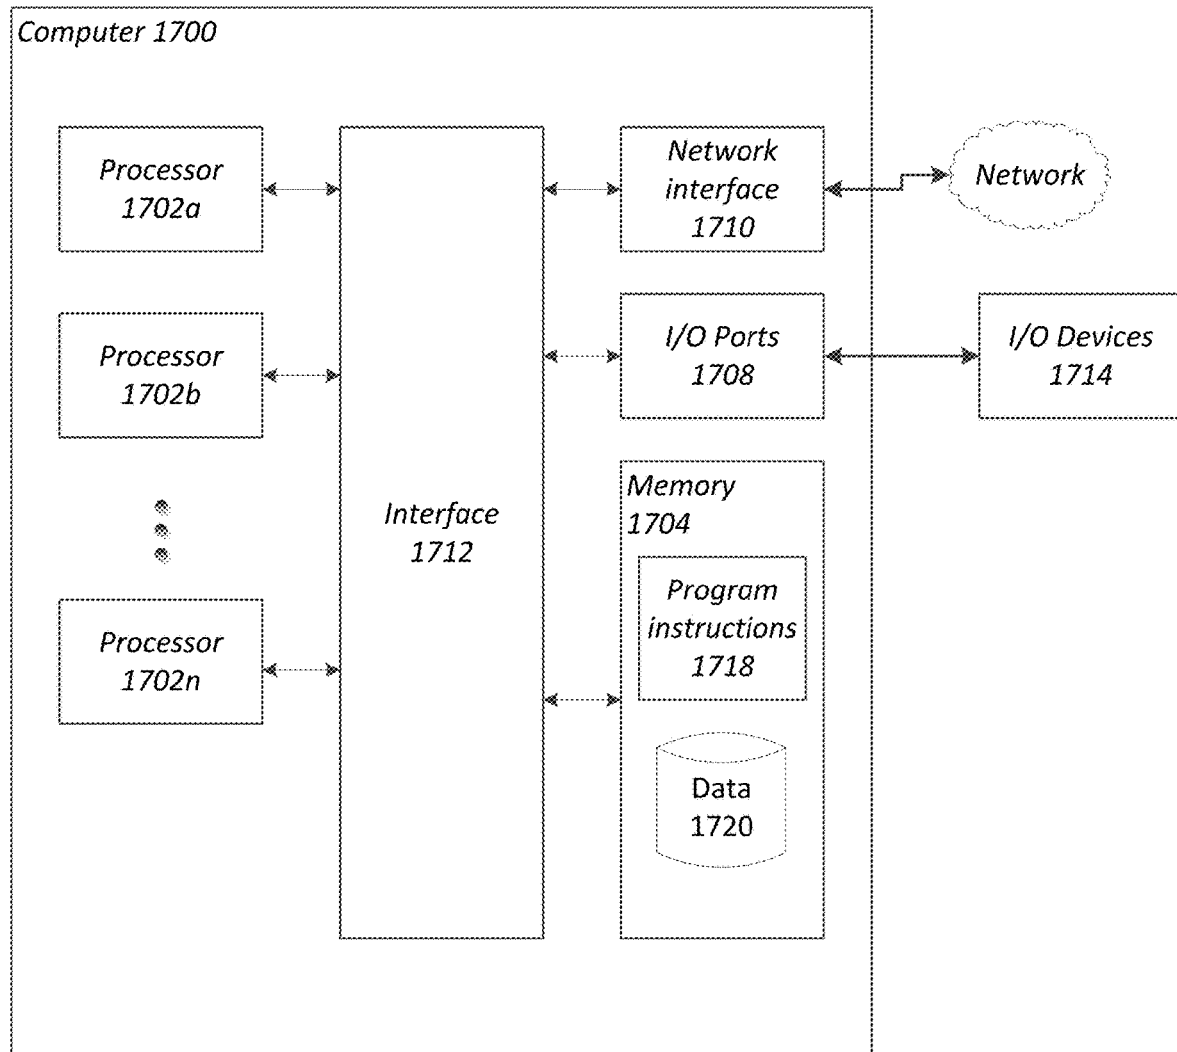 Computer 1700
Processor
1702a
Network
interface
1710
Network
Processor
1702b
I/O Ports
1708
I/O Devices
1714
Interface
1712
Memory
1704
Program
instructions
1718
Processor
1702n
Data
1720